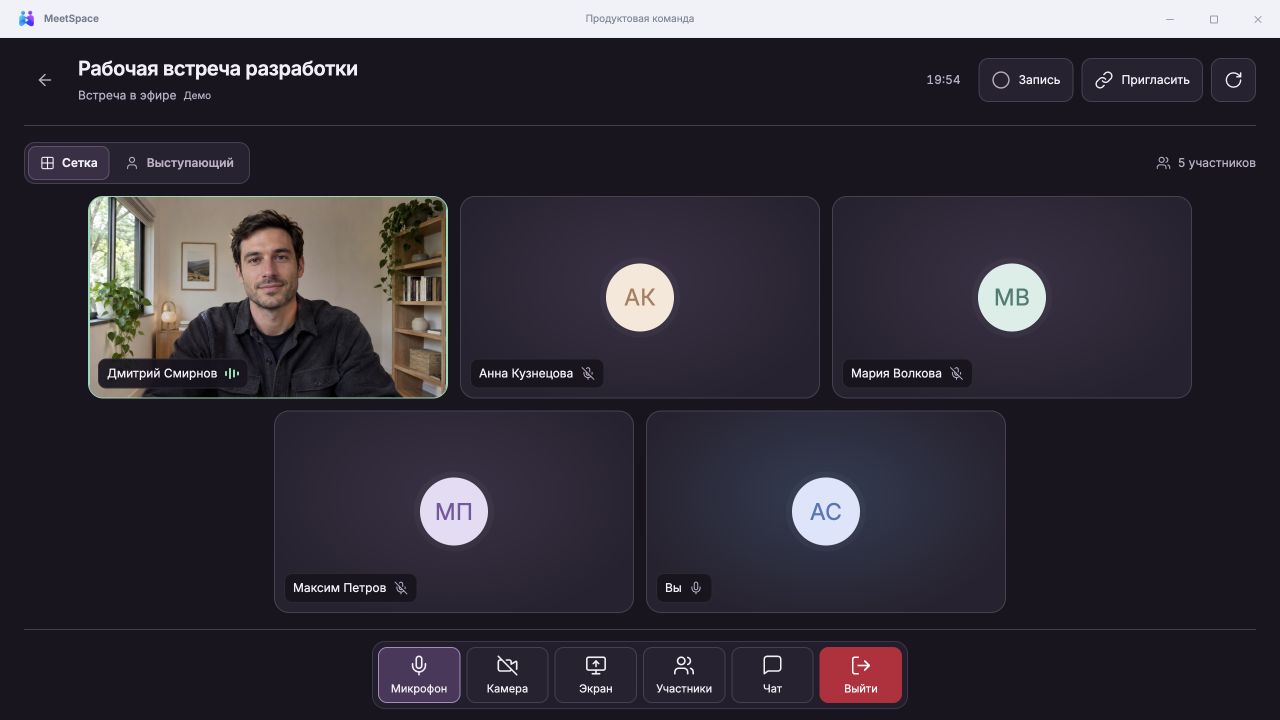 MeetSpace
Продуктовая команда
Рабочая встреча разработки
Встреча в эфире Демо
19:54
Запись
Пригласить
Сетка
Выступающий
5 участников
Дмитрий Смирнов
АК
Анна Кузнецова
МВ
Мария Волкова
МП
Максим Петров
АС
Вы
Микрофон
Камера
Экран
Участники
Чат
Выйти